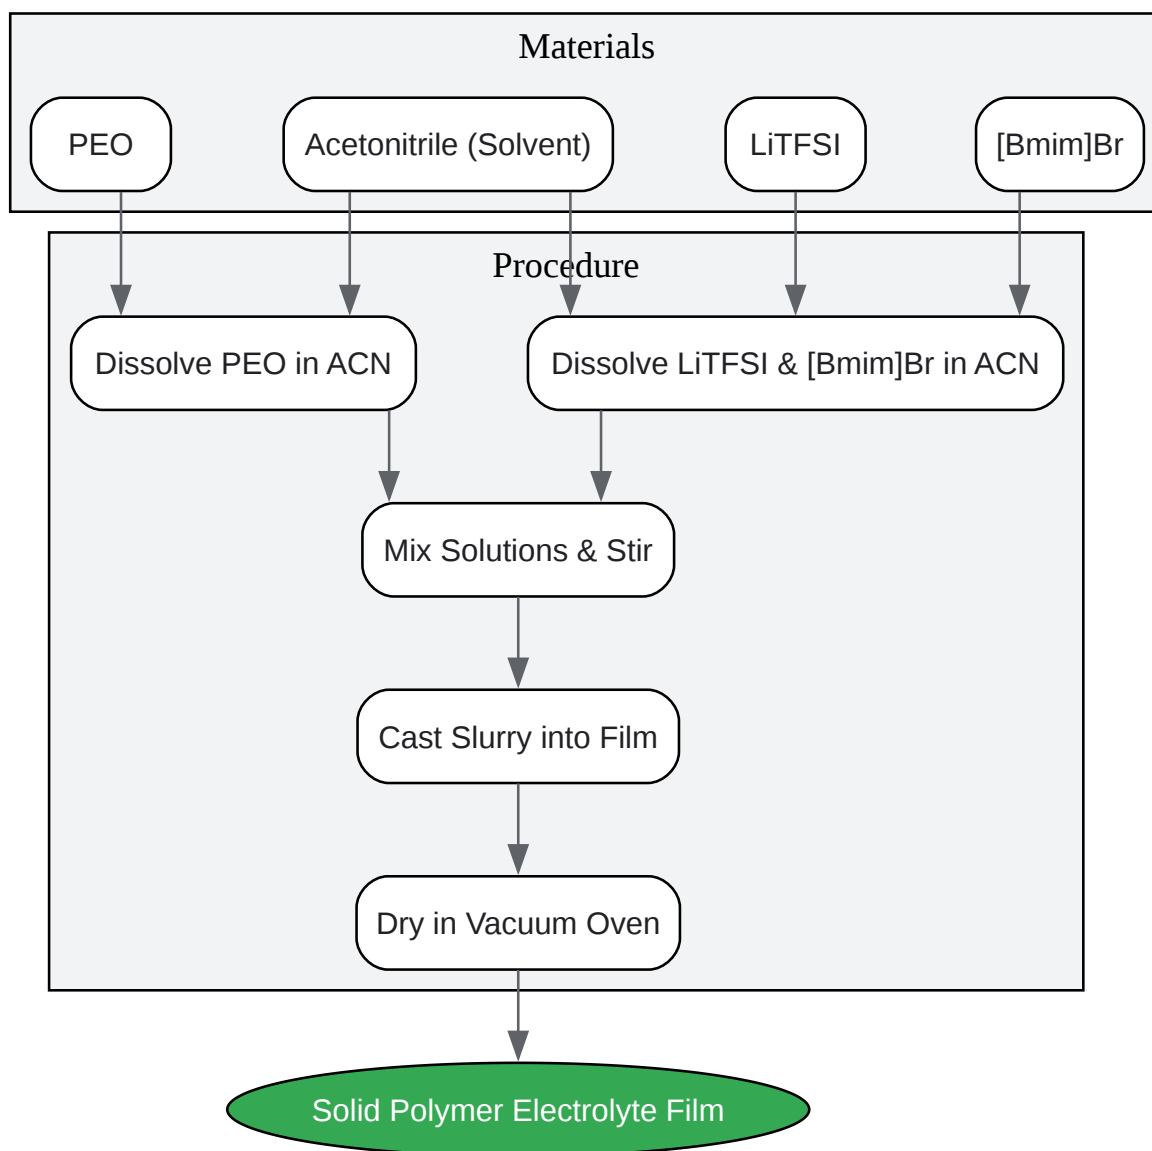 Materials
PEO
Acetonitrile (Solvent)
LiTFSI
[Bmim]Br
Procedure
Dissolve PEO in ACN
Dissolve LiTFSI & [Bmim]Br in ACN
Mix Solutions & Stir
Cast Slurry into Film
Dry in Vacuum Oven
Solid Polymer Electrolyte Film